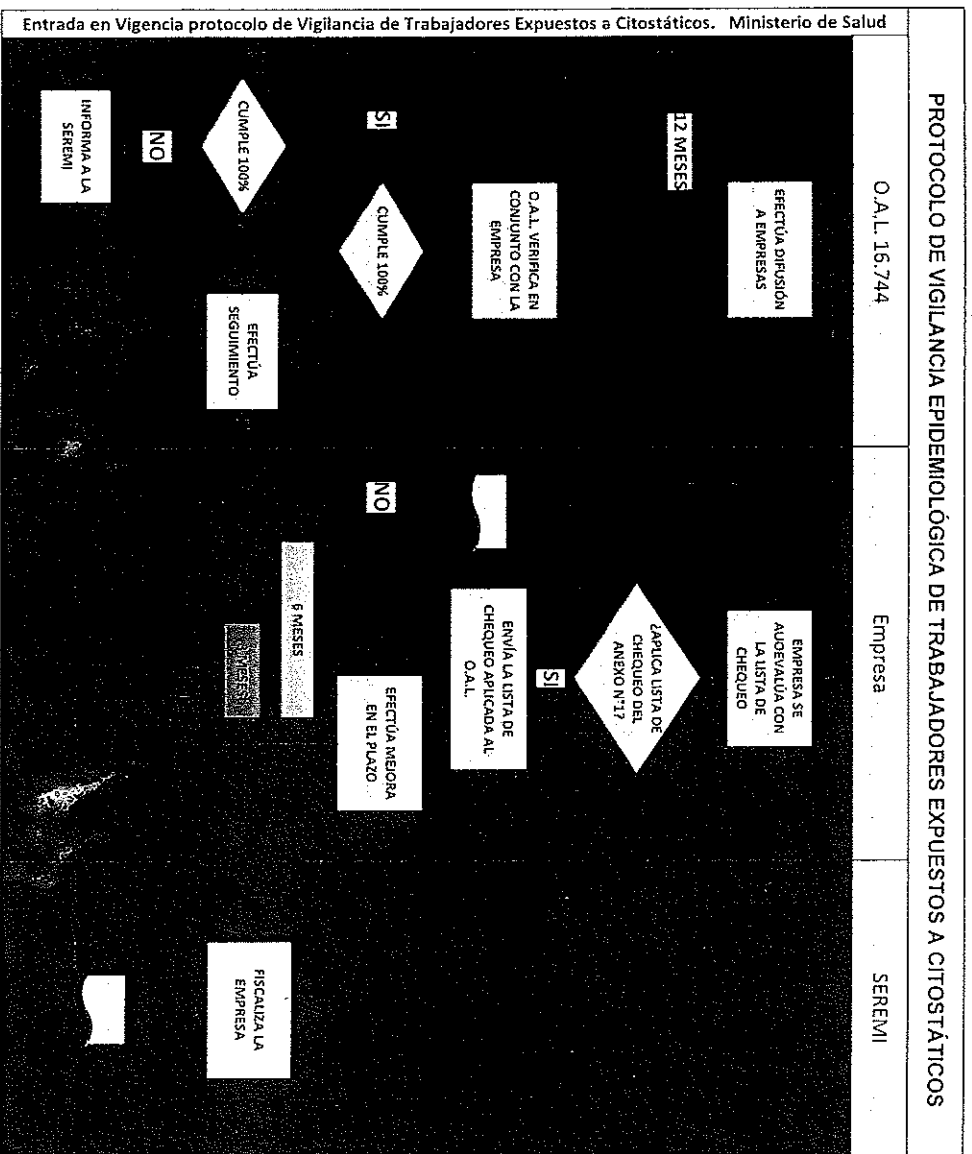 PROTOCOLO DE VIGILANCIA EPIDEMIOLÓGICA DE TRABAJADORES EXPUESTOS A CITOSTÁTICOS
O.A.L. 16.744
Empresa
SEREMI
Entrada en Vigencia protocolo de Vigilancia de Trabajadores Expuestos a Citostáticos. Ministerio de Salud
EFECTÚA DIFUSIÓN
A EMPRESAS
EMPRESA SE
AUOEVALÚA CON
LA LISTA DE
CHEQUEO
12 MESES
¿APLICA LISTA DE
CHEQUEO DEL
ANEXO N°1?
SI
O.A.L. VERIFICA EN
CONJUNTO CON LA
EMPRESA
ENVÍA LA LISTA DE
CHEQUEO APLICADA AL
O.A.L.
SI
CUMPLE 100%
NO
EFECTÚA MEJORA
EN EL PLAZO
6 MESES
CUMPLE 100%
EFECTÚA
SEGUIMIENTO
MESES
FISCALIZA LA
EMPRESA
NO
INFORMA A LA
SEREMI